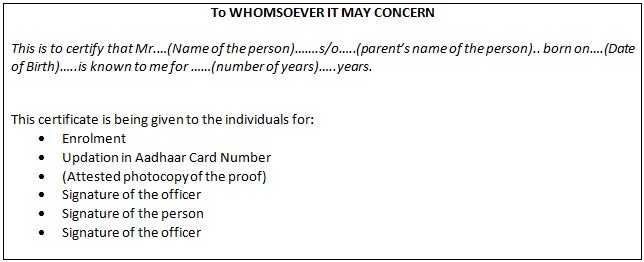 To WHOMSOEVER IT MAY CONCERN
This is to certify that Mr....(Name of the person).......s/o.....(parent's name of the person).. born on....(Date
of Birth).....is known to me for ......(number of years).....years.
This certificate is being given to the individuals for:
• Enrolment
• Updation in Aadhaar Card Number
• (Attested photocopy of the proof)
• Signature of the officer
• Signature of the person
• Signature of the officer